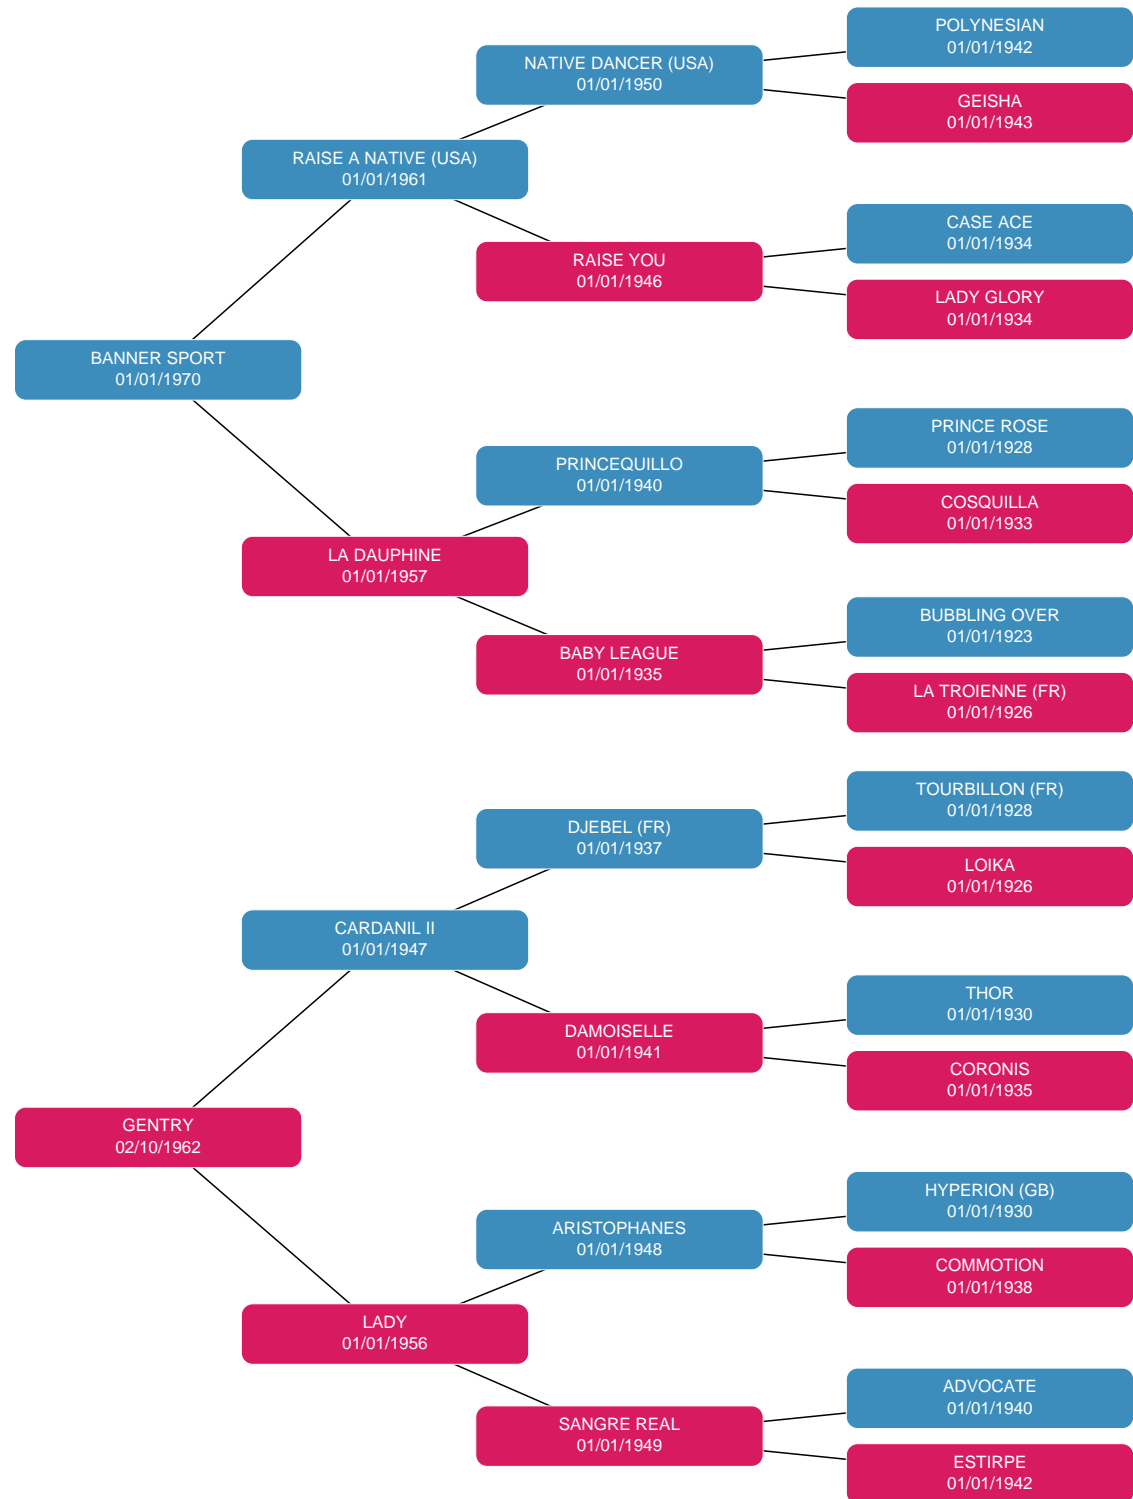 POLYNESIAN
01/01/1942
NATIVE DANCER (USA)
01/01/1950
GEISHA
01/01/1943
RAISE A NATIVE (USA)
01/01/1961
CASE ACE
01/01/1934
RAISE YOU
01/01/1946
LADY GLORY
01/01/1934
BANNER SPORT
01/01/1970
PRINCE ROSE
01/01/1928
PRINCEQUILLO
01/01/1940
COSQUILLA
01/01/1933
LA DAUPHINE
01/01/1957
BUBBLING OVER
01/01/1923
BABY LEAGUE
01/01/1935
LA TROIENNE (FR)
01/01/1926
TOURBILLON (FR)
01/01/1928
DJEBEL (FR)
01/01/1937
LOIKA
01/01/1926
CARDANIL II
01/01/1947
THOR
01/01/1930
DAMOISELLE
01/01/1941
CORONIS
01/01/1935
GENTRY
02/10/1962
HYPERION (GB)
01/01/1930
ARISTOPHANES
01/01/1948
COMMOTION
01/01/1938
LADY
01/01/1956
ADVOCATE
01/01/1940
SANGRE REAL
01/01/1949
ESTIRPE
01/01/1942